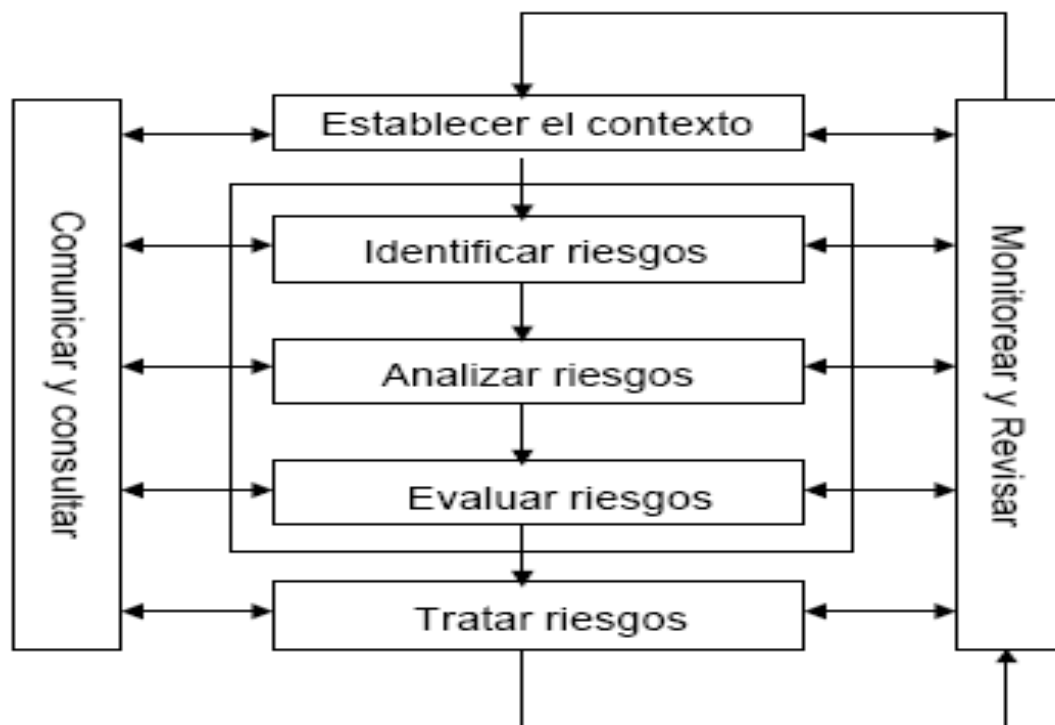 Establecer el contexto
Comunicar y consultar
Identificar riesgos
Analizar riesgos
Evaluar riesgos
Tratar riesgos
Monitorear y Revisar